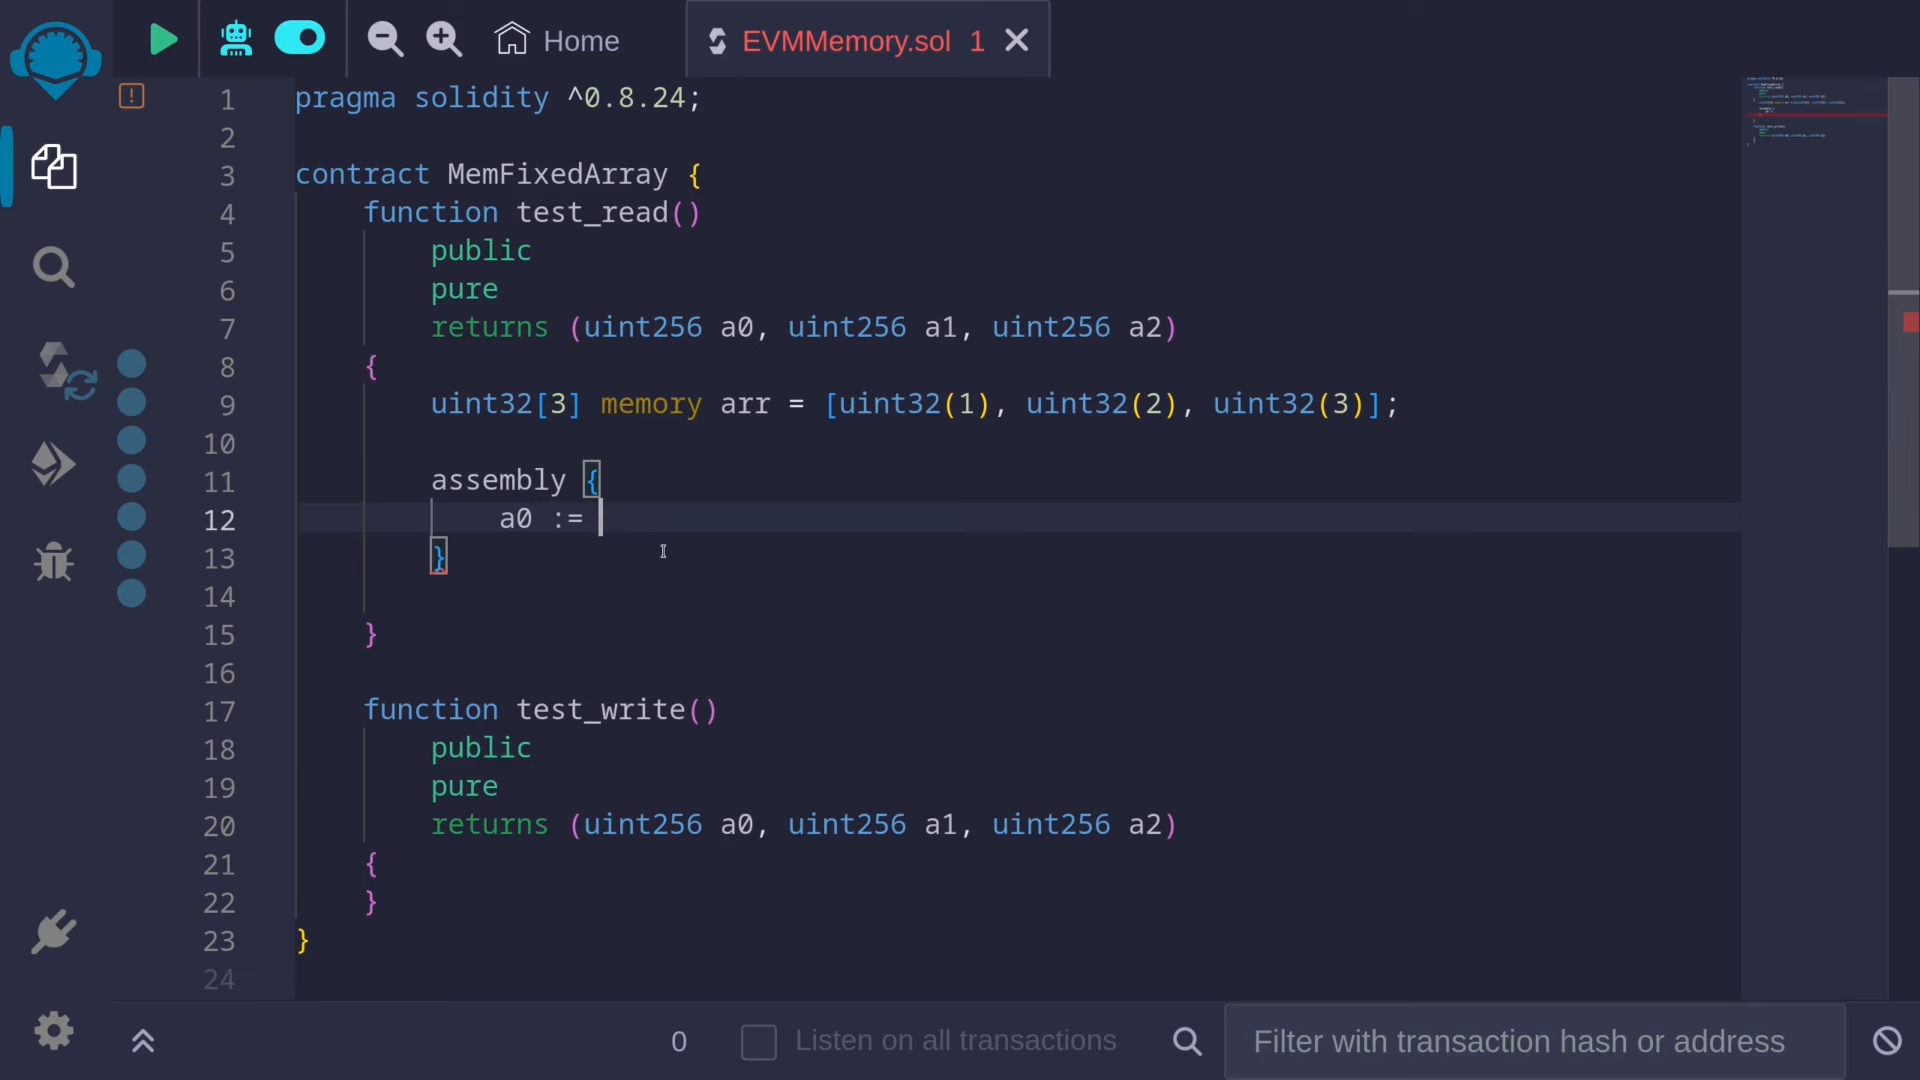 Home
EVMMemory.sol 1
1 pragma solidity ^0.8.24;
2
3 contract MemFixedArray {
4 function test_read()
5 public
6 pure
7 returns (uint256 a0, uint256 a1, uint256 a2)
8 {
9 uint32[3] memory arr = [uint32(1), uint32(2), uint32(3)];
10
11 assembly {
12 a0 :=
13 }
14
15 }
16
17 function test_write()
18 public
19 pure
20 returns (uint256 a0, uint256 a1, uint256 a2)
21 {
22 }
23 }
24
0 Listen on all transactions Filter with transaction hash or address